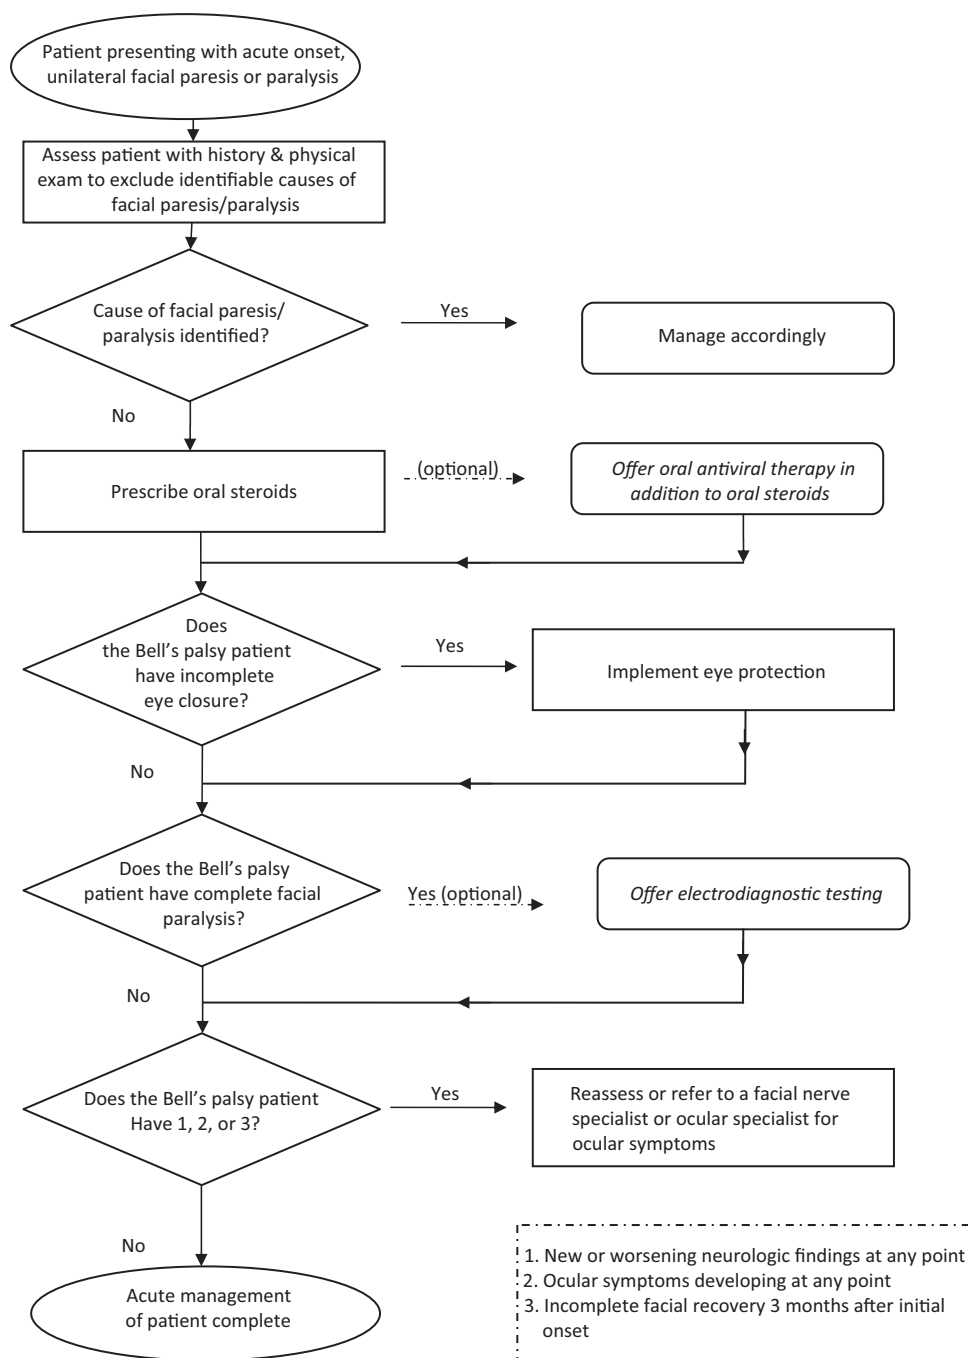 Patient presenting with acute onset,
unilateral facial paresis or paralysis
Assess patient with history & physical
exam to exclude identifiable causes of
facial paresis/paralysis
Cause of facial paresis/
paralysis identified?
Yes
Manage accordingly
No
Prescribe oral steroids
(optional)
Offer oral antiviral therapy in
addition to oral steroids
Does
the Bell’s palsy patient
have incomplete
eye closure?
Yes
Implement eye protection
No
Does the Bell’s palsy
patient have complete facial
paralysis?
Yes (optional)
Offer electrodiagnostic testing
No
Does the Bell’s palsy patient
Have 1, 2, or 3?
Yes
Reassess or refer to a facial nerve
specialist or ocular specialist for
ocular symptoms
No
Acute management
of patient complete
1. New or worsening neurologic findings at any point
2. Ocular symptoms developing at any point
3. Incomplete facial recovery 3 months after initial
onset